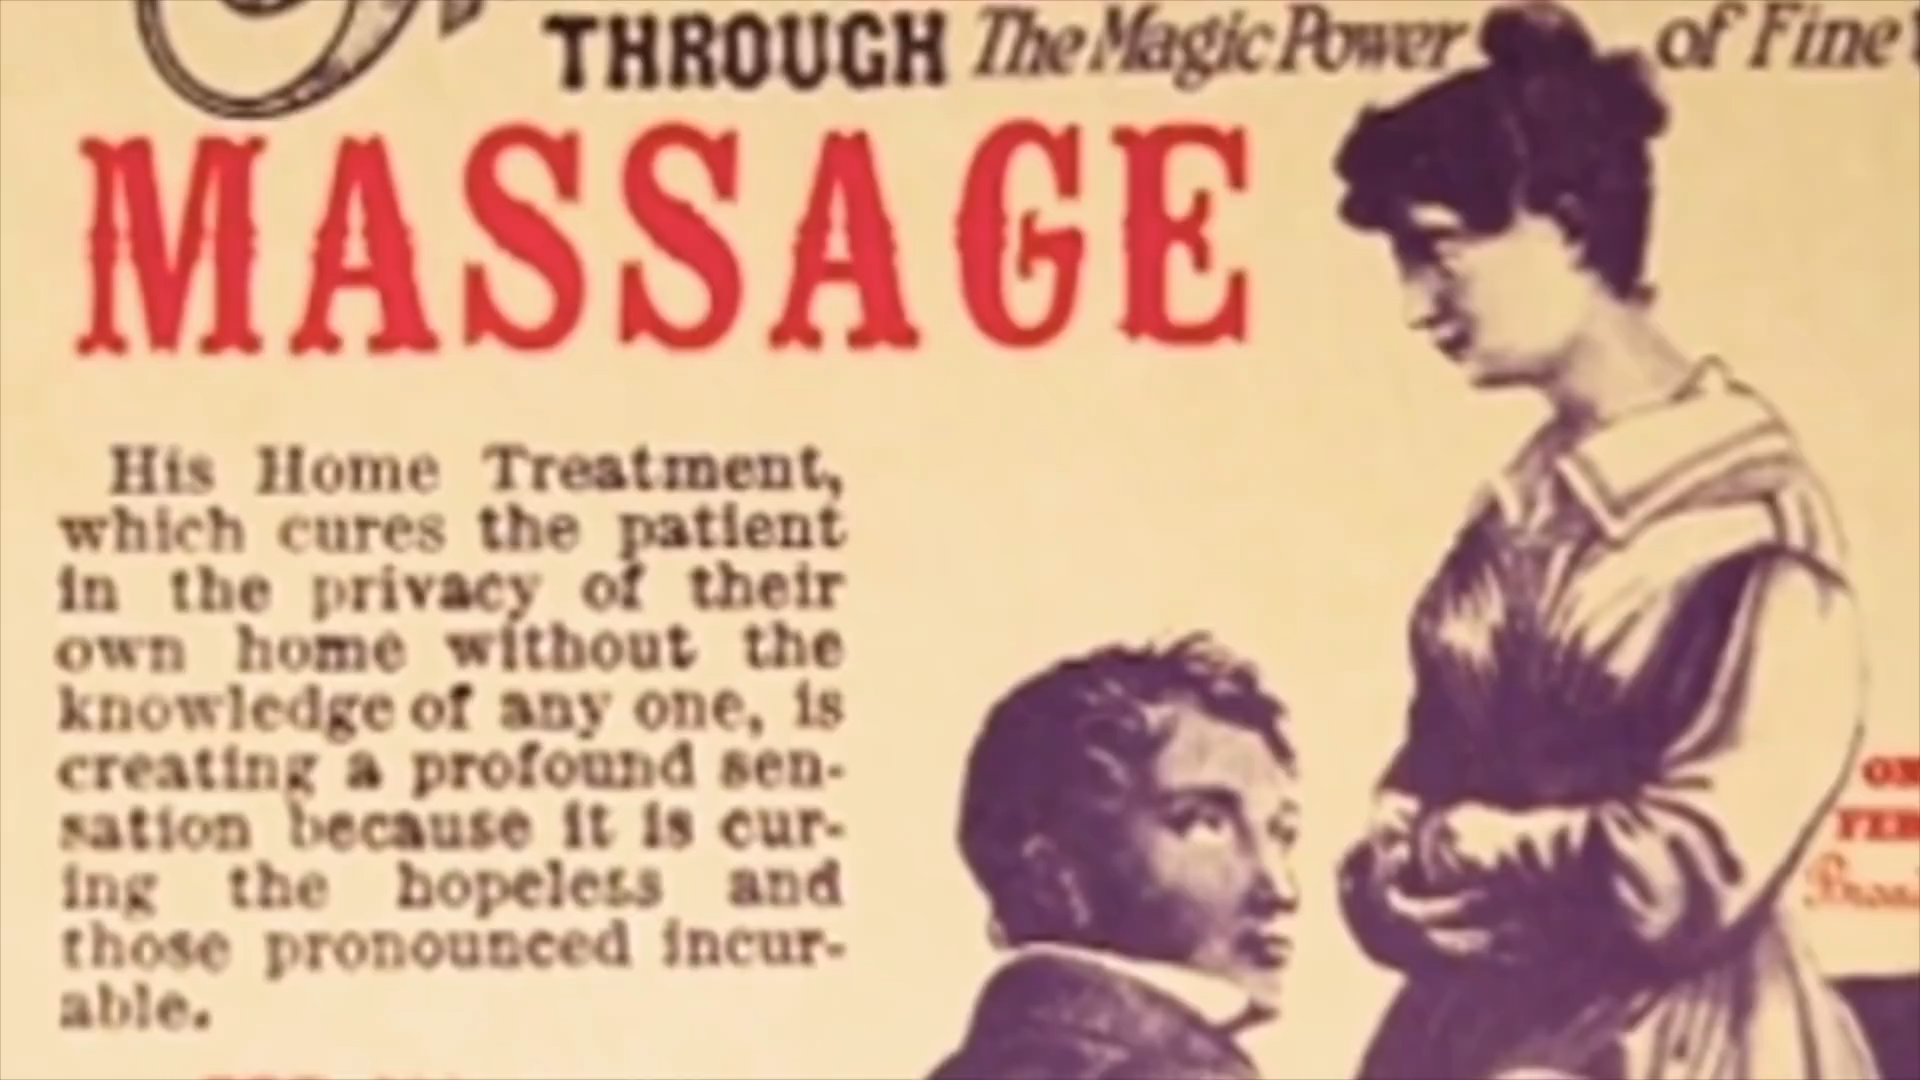 THROUGH The Magic Power of Fine
MASSAGE
His Home Treatment,
which cures the patient
in the privacy of their
own home without the
knowledge of any one, is
creating a profound sen-
sation because it is cur-
ing the hopeless and
those pronounced incur-
able.